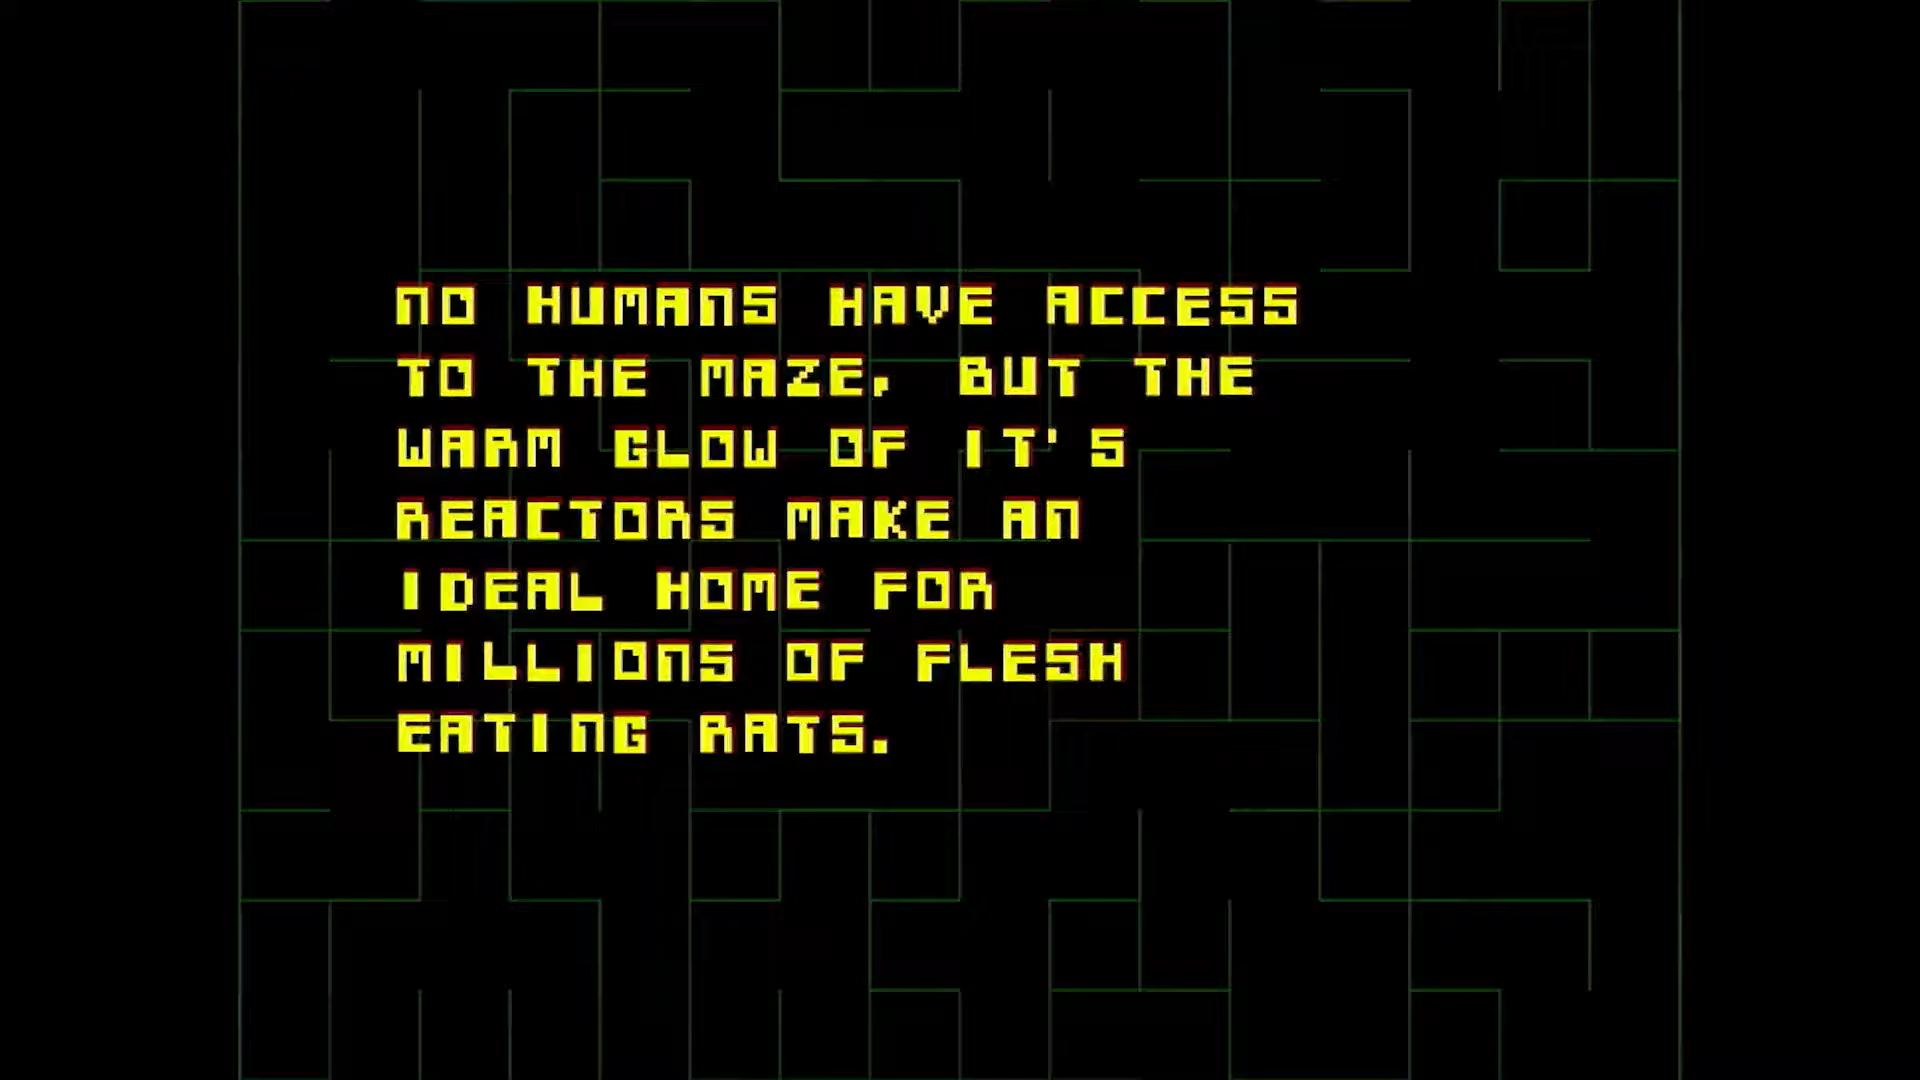 NO HUMANS HAVE ACCESS
TO THE MAZE, BUT THE
WARM GLOW OF IT'S
REACTORS MAKE AN
IDEAL HOME FOR
MILLIONS OF FLESH
EATING RATS.